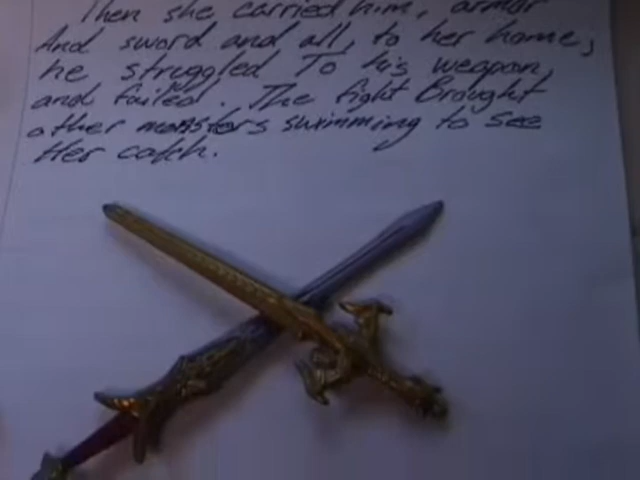 Then she carried him, armor
And sword and all, to her home;
he struggled To his weapon,
and failed. The fight Brought
other monsters swimming to see
Her catch.